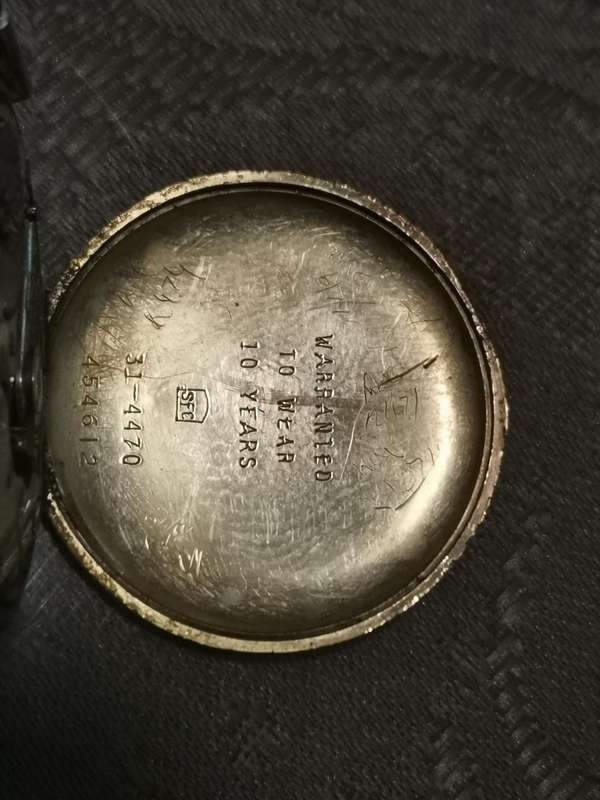 WARRANTED
TO WEAR
10 YEARS
SFC
31-4470
454612